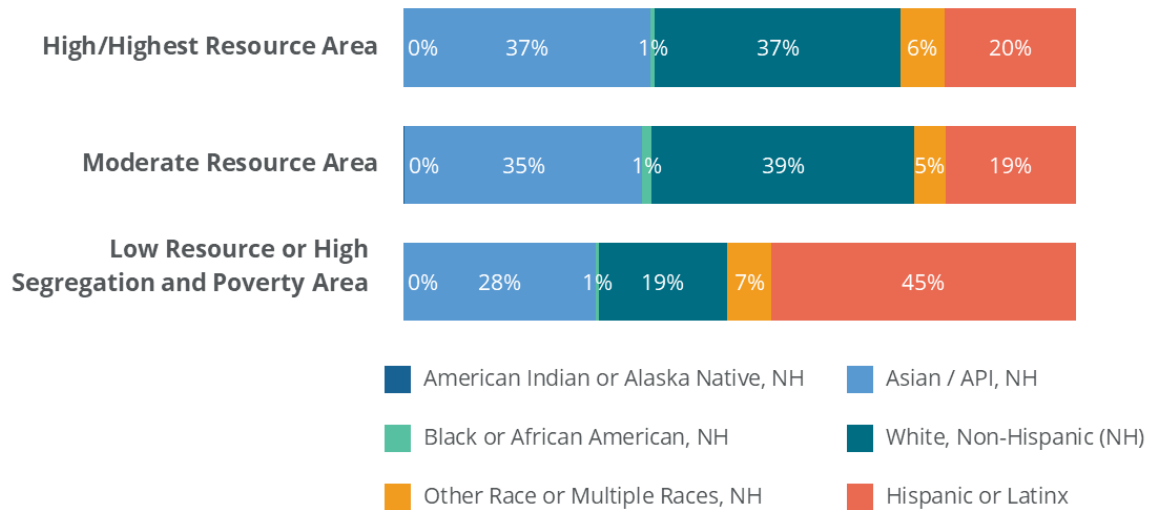 High/Highest Resource Area 0% 37% 1% 37% 6% 20%
Moderate Resource Area 0% 35% 1% 39% 5% 19%
Low Resource or High
Segregation and Poverty Area 0% 28% 1% 19% 7% 45%
American Indian or Alaska Native, NH Asian / API, NH
Black or African American, NH White, Non-Hispanic (NH)
Other Race or Multiple Races, NH Hispanic or Latinx